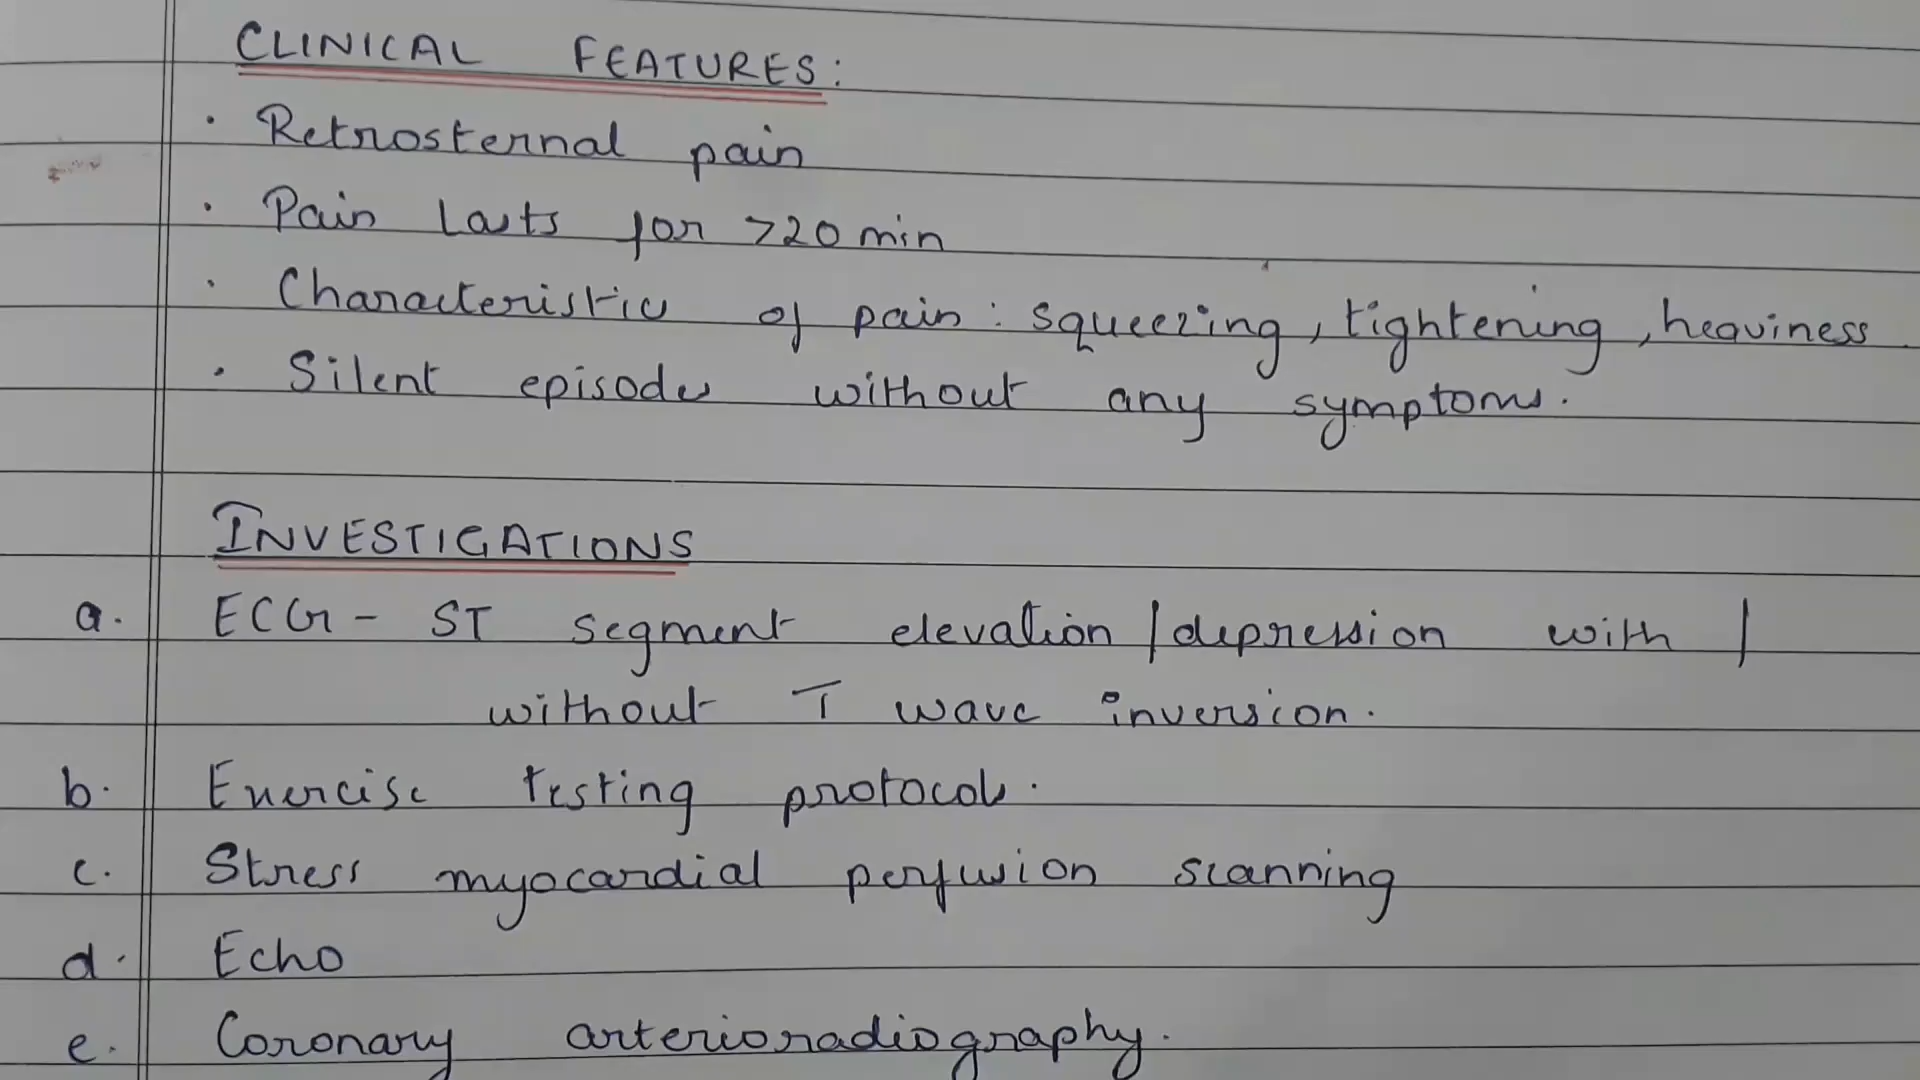 CLINICAL FEATURES:
· Retrosternal pain
· Pain lasts for >20 min
· Characteristic of pain: squeezing, tightening, heaviness.
· Silent episodes without any symptoms.
INVESTIGATIONS
a. ECG - ST segment elevation / depression with /
without T wave inversion.
b. Exercise testing protocols.
c. Stress myocardial perfusion scanning
d. Echo
e. Coronary arterioradiography.